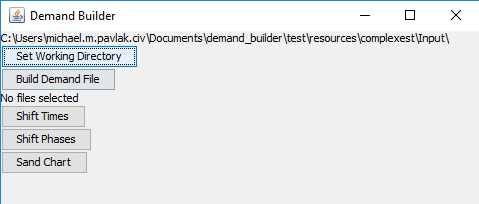 Demand Builder
C:\Users\michael.m.pavlak.civ\Documents\demand_builder\test\resources\complexest\Input\
Set Working Directory
Build Demand File
No files selected
Shift Times
Shift Phases
Sand Chart